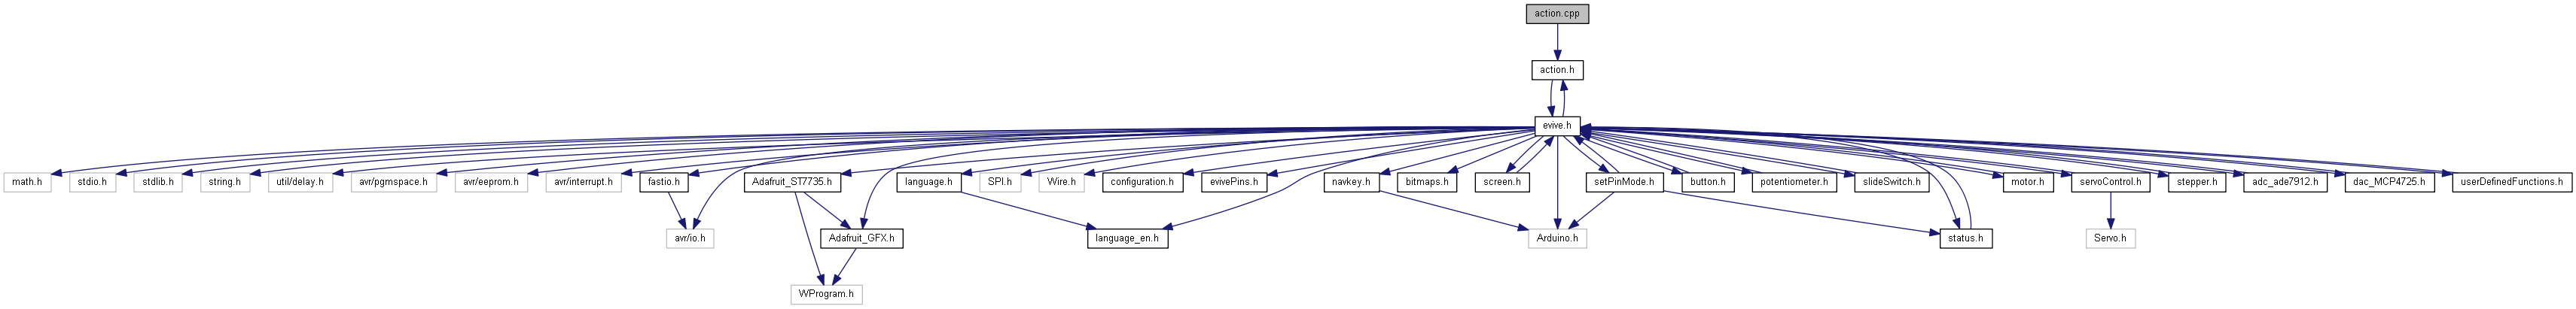 action.cpp
action.h
evive.h
math.h
stdio.h
stdlib.h
string.h
util/delay.h
avr/pgmspace.h
avr/eeprom.h
avr/interrupt.h
fastio.h
Adafruit_ST7735.h
language.h
SPI.h
Wire.h
configuration.h
evivePins.h
navkey.h
bitmaps.h
screen.h
setPinMode.h
button.h
potentiometer.h
slideSwitch.h
motor.h
servoControl.h
stepper.h
adc_ade7912.h
dac_MCP4725.h
userDefinedFunctions.h
avr/io.h
Adafruit_GFX.h
language_en.h
Arduino.h
status.h
Servo.h
WProgram.h